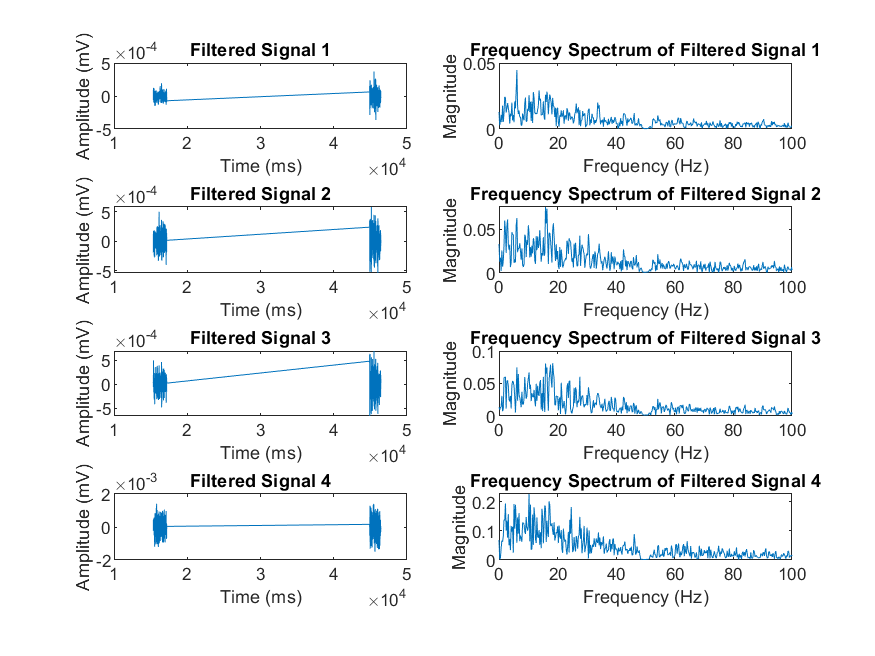 Filtered Signal 1
×10-4
Amplitude (mV)
5
0
-5
1 2 3 4 5
Time (ms)
×104
Frequency Spectrum of Filtered Signal 1
Magnitude
0.05
0
0 20 40 60 80 100
Frequency (Hz)
Filtered Signal 2
×10-4
Amplitude (mV)
5
0
-5
1 2 3 4 5
Time (ms)
×104
Frequency Spectrum of Filtered Signal 2
Magnitude
0.05
0
0 20 40 60 80 100
Frequency (Hz)
Filtered Signal 3
×10-4
Amplitude (mV)
5
0
-5
1 2 3 4 5
Time (ms)
×104
Frequency Spectrum of Filtered Signal 3
Magnitude
0.1
0.05
0
0 20 40 60 80 100
Frequency (Hz)
Filtered Signal 4
×10-3
Amplitude (mV)
2
0
-2
1 2 3 4 5
Time (ms)
×104
Frequency Spectrum of Filtered Signal 4
Magnitude
0.2
0.1
0
0 20 40 60 80 100
Frequency (Hz)